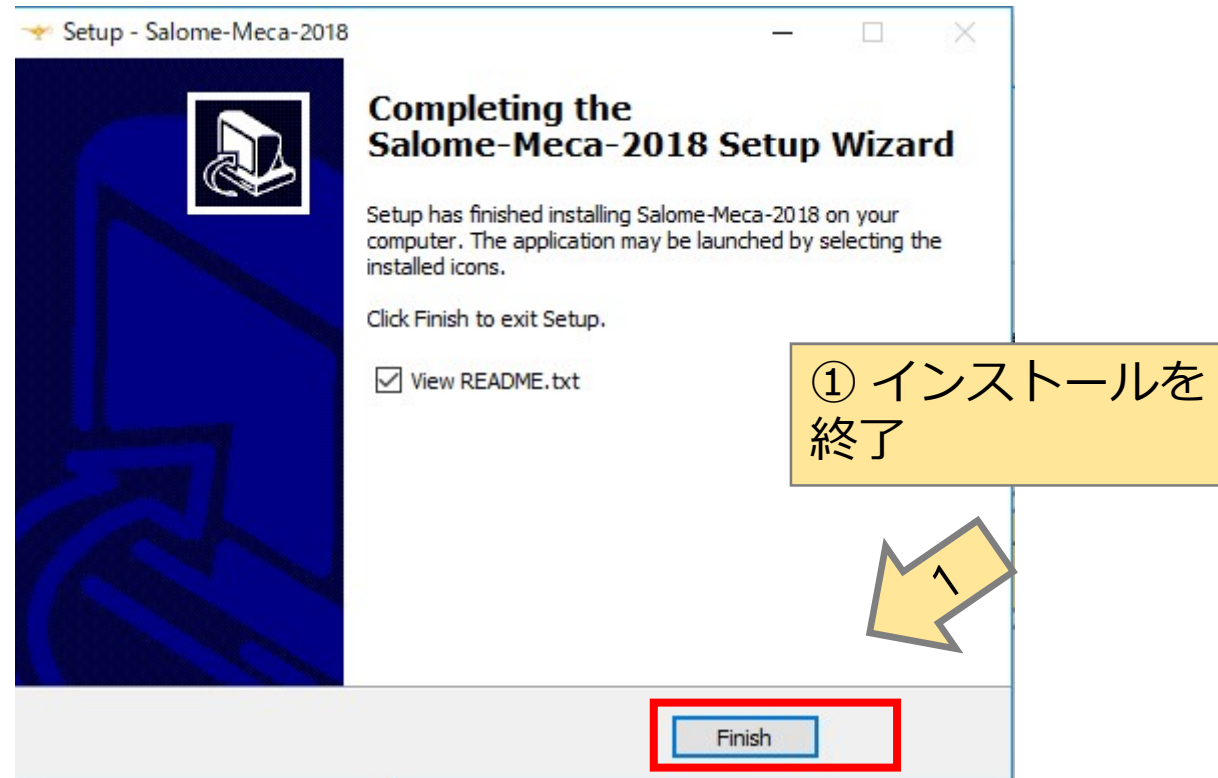 Setup - Salome-Meca-2018
Completing the
Salome-Meca-2018 Setup Wizard
Setup has finished installing Salome-Meca-2018 on your
computer. The application may be launched by selecting the
installed icons.
Click Finish to exit Setup.
View README.txt
① インストールを
終了
1
Finish